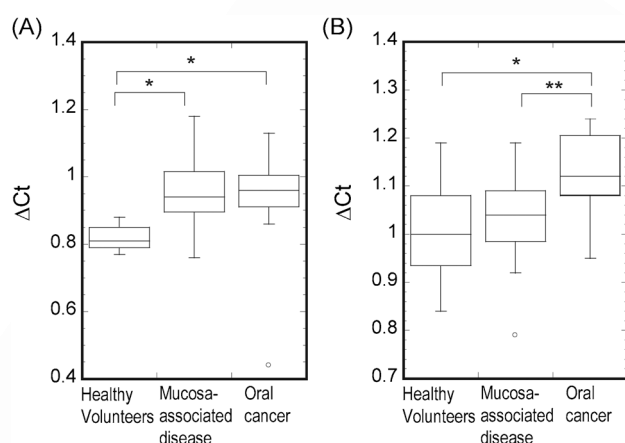 (A)
1.4
1.2
1
0.8
0.6
0.4
ΔCt
*
*
Healthy Volunteers
Mucosa-associated disease
Oral cancer
(B)
1.4
1.3
1.2
1.1
1
0.9
0.8
0.7
ΔCt
*
**
Healthy Volunteers
Mucosa-associated disease
Oral cancer